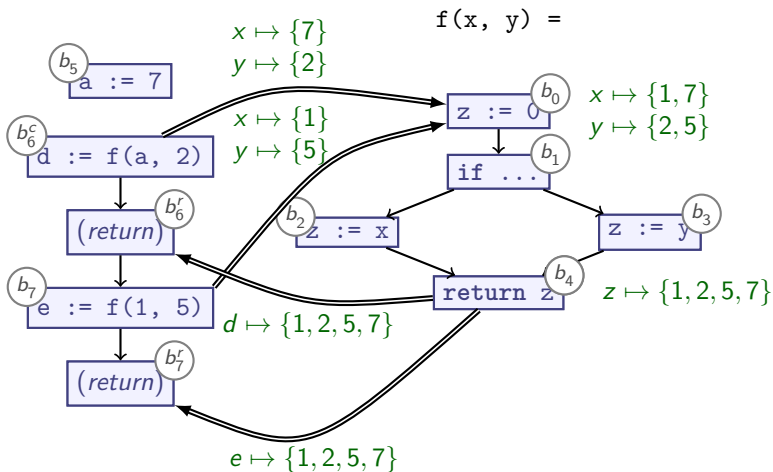 f(x, y) =
x ↦ {7}
y ↦ {2}
b₅
a := 7
b₀
z := 0
x ↦ {1, 7}
y ↦ {2, 5}
x ↦ {1}
y ↦ {5}
b₆ᶜ
d := f(a, 2)
b₁
if ...
b₆ʳ
(return)
b₂
z := x
b₃
z := y
b₇
e := f(1, 5)
b₄
return z
z ↦ {1, 2, 5, 7}
d ↦ {1, 2, 5, 7}
b₇ʳ
(return)
e ↦ {1, 2, 5, 7}